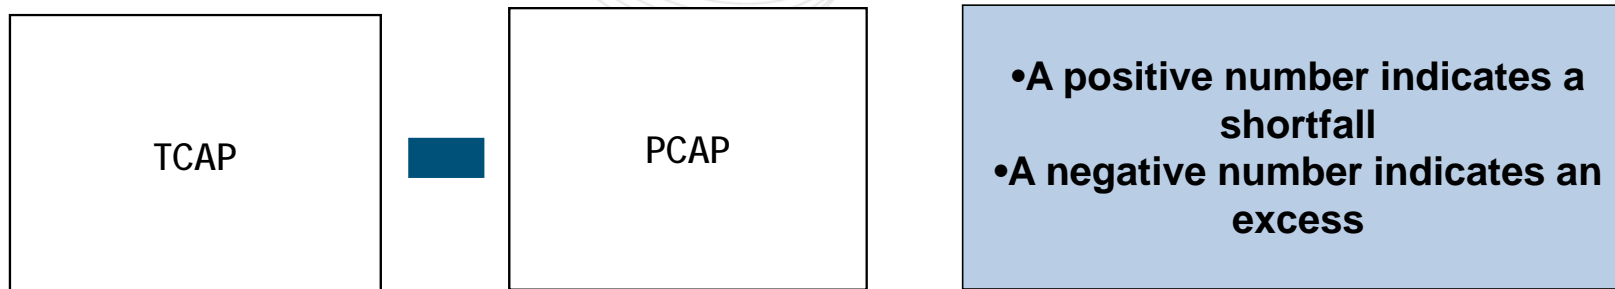 TCAP
PCAP
•A positive number indicates a
shortfall
•A negative number indicates an
excess